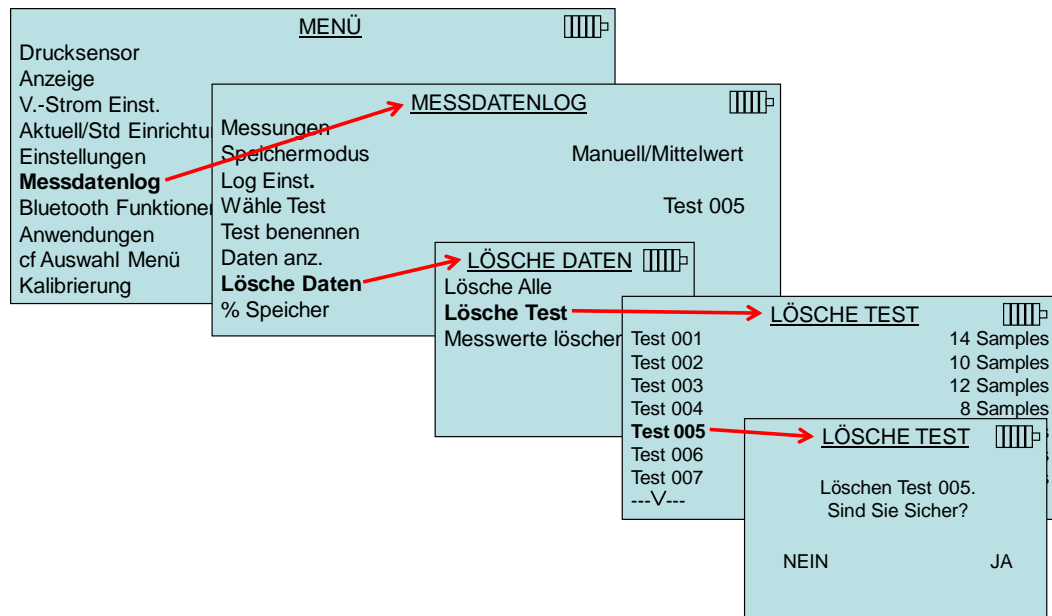 MENÜ
Drucksensor
Anzeige
V.-Strom Einst.
Aktuell/Std Einrichtu
Einstellungen
Messdatenlog
Bluetooth Funktione
Anwendungen
cf Auswahl Menü
Kalibrierung
MESSDATENLOG
Messungen
Speichermodus Manuell/Mittelwert
Log Einst.
Wähle Test Test 005
Test benennen
Daten anz.
Lösche Daten
% Speicher
LÖSCHE DATEN
Lösche Alle
Lösche Test
Messwerte löschen
LÖSCHE TEST
Test 001 14 Samples
Test 002 10 Samples
Test 003 12 Samples
Test 004 8 Samples
Test 005
Test 006
Test 007
---V---
LÖSCHE TEST
Löschen Test 005.
Sind Sie Sicher?
NEIN JA